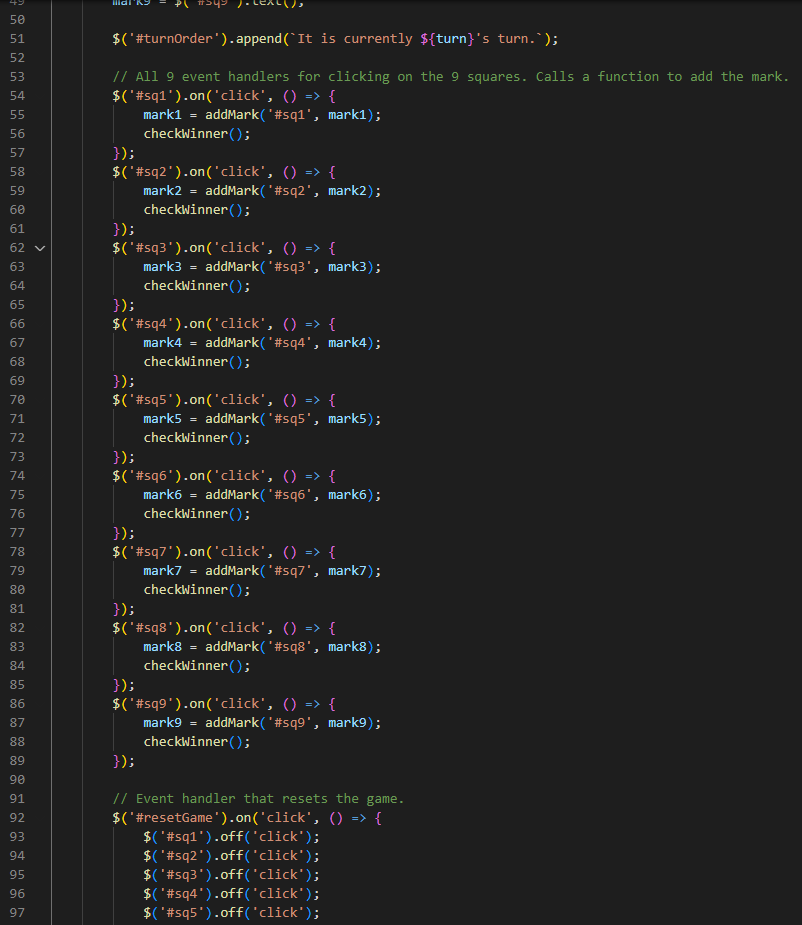 49 mark9 = $('#sq9').text();
50
51 $('#turnOrder').append(`It is currently ${turn}'s turn.`);
52
53 // All 9 event handlers for clicking on the 9 squares. Calls a function to add the mark.
54 $('#sq1').on('click', () => {
55 mark1 = addMark('#sq1', mark1);
56 checkWinner();
57 });
58 $('#sq2').on('click', () => {
59 mark2 = addMark('#sq2', mark2);
60 checkWinner();
61 });
62 $('#sq3').on('click', () => {
63 mark3 = addMark('#sq3', mark3);
64 checkWinner();
65 });
66 $('#sq4').on('click', () => {
67 mark4 = addMark('#sq4', mark4);
68 checkWinner();
69 });
70 $('#sq5').on('click', () => {
71 mark5 = addMark('#sq5', mark5);
72 checkWinner();
73 });
74 $('#sq6').on('click', () => {
75 mark6 = addMark('#sq6', mark6);
76 checkWinner();
77 });
78 $('#sq7').on('click', () => {
79 mark7 = addMark('#sq7', mark7);
80 checkWinner();
81 });
82 $('#sq8').on('click', () => {
83 mark8 = addMark('#sq8', mark8);
84 checkWinner();
85 });
86 $('#sq9').on('click', () => {
87 mark9 = addMark('#sq9', mark9);
88 checkWinner();
89 });
90
91 // Event handler that resets the game.
92 $('#resetGame').on('click', () => {
93 $('#sq1').off('click');
94 $('#sq2').off('click');
95 $('#sq3').off('click');
96 $('#sq4').off('click');
97 $('#sq5').off('click');